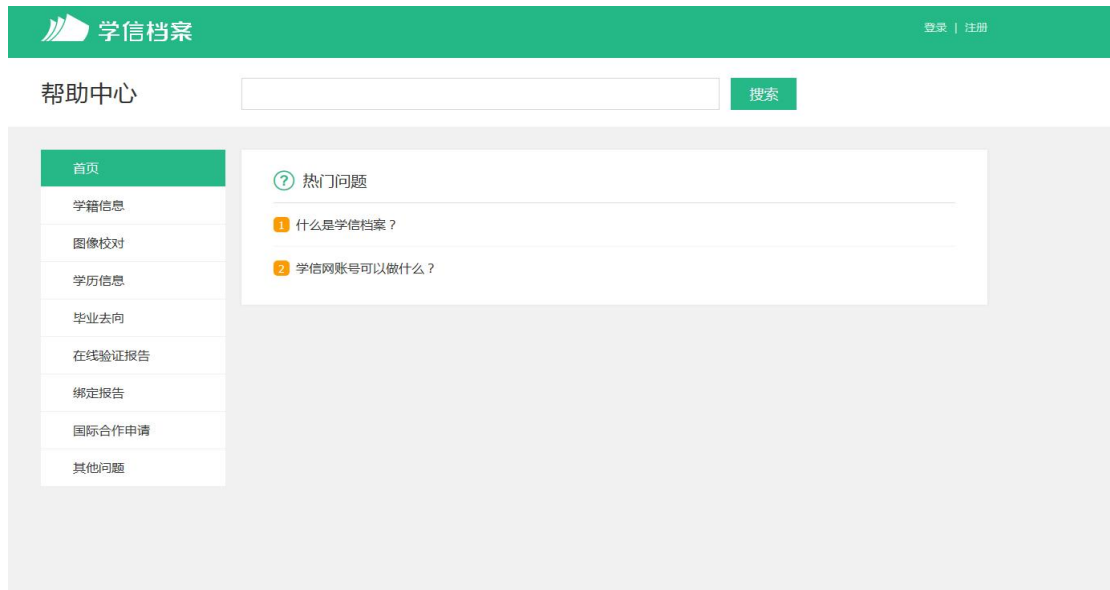 学信档案
登录 | 注册
帮助中心
搜索
首页
学籍信息
图像校对
学历信息
毕业去向
在线验证报告
绑定报告
国际合作申请
其他问题
? 热门问题
1 什么是学信档案？
2 学信网账号可以做什么？